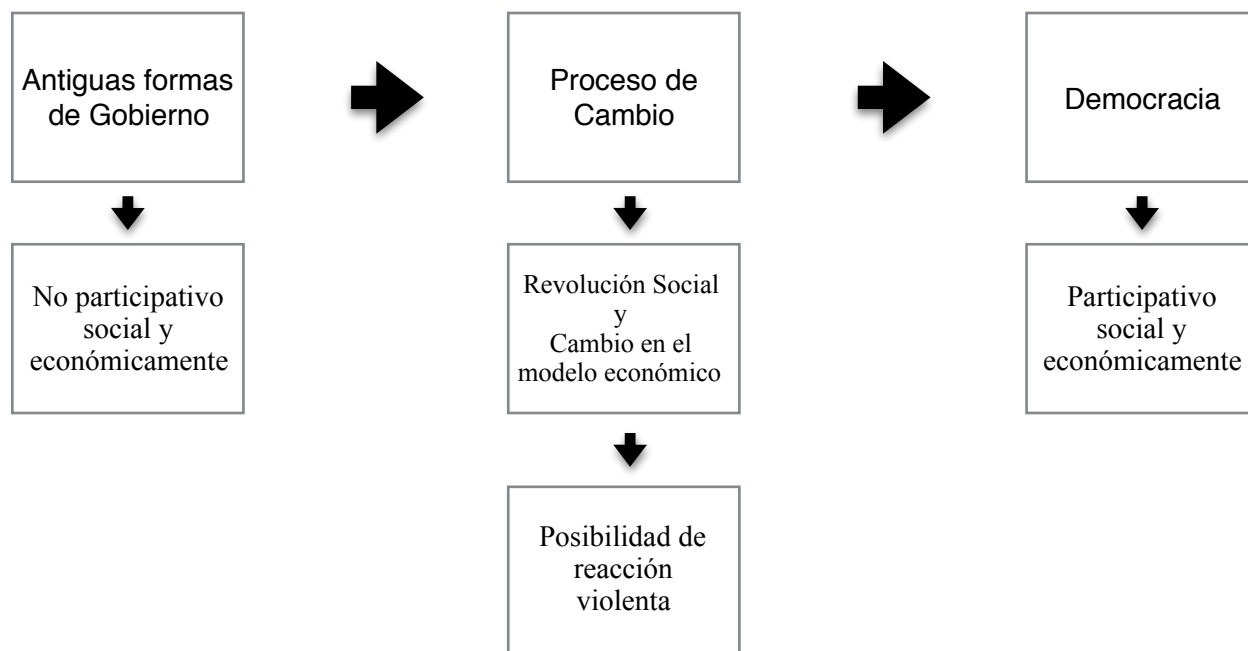 Antiguas formas
de Gobierno
Proceso de
Cambio
Democracia
No participativo
social y
económicamente
Revolución Social
y
Cambio en el
modelo económico
Participativo
social y
económicamente
Posibilidad de
reacción
violenta